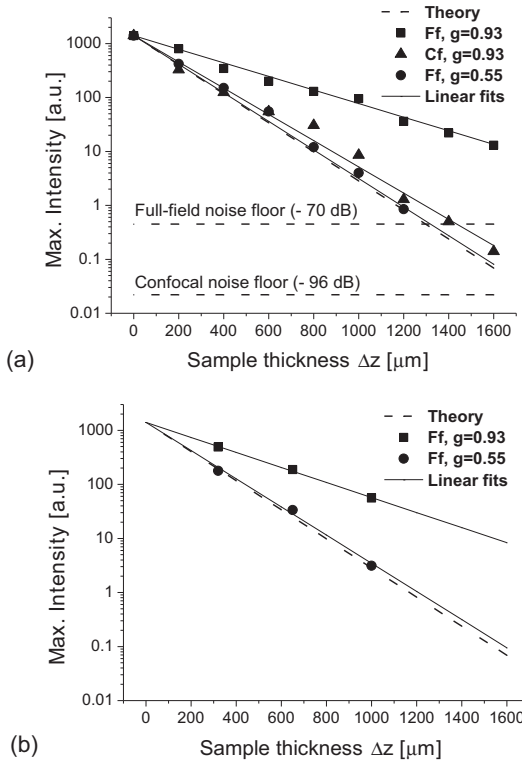 Theory
Ff, g=0.93
Cf, g=0.93
Ff, g=0.55
Linear fits
1000
100
10
1
0.1
0.01
Max. Intensity [a.u.]
Full-field noise floor (- 70 dB)
Confocal noise floor (- 96 dB)
0 200 400 600 800 1000 1200 1400 1600
Sample thickness Δz [μm]
(a)
Theory
Ff, g=0.93
Ff, g=0.55
Linear fits
1000
100
10
1
0.1
0.01
Max. Intensity [a.u.]
0 200 400 600 800 1000 1200 1400 1600
Sample thickness Δz [μm]
(b)